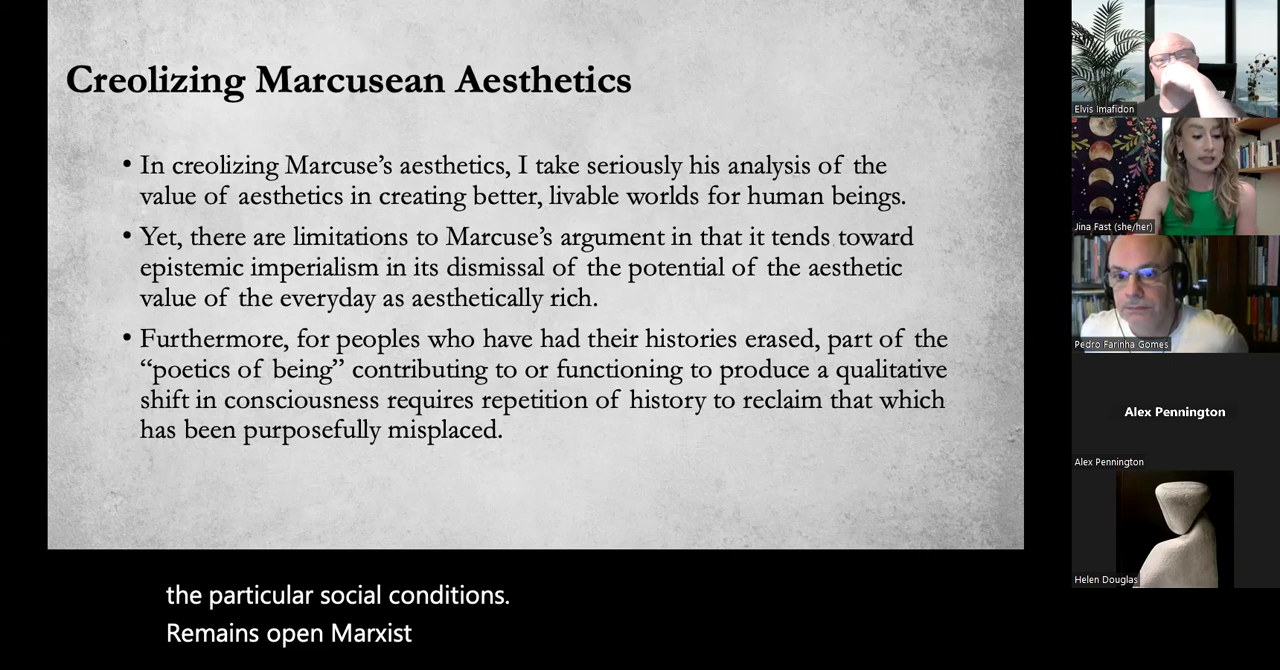 Creolizing Marcusean Aesthetics
• In creolizing Marcuse’s aesthetics, I take seriously his analysis of the
value of aesthetics in creating better, livable worlds for human beings.
• Yet, there are limitations to Marcuse’s argument in that it tends toward
epistemic imperialism in its dismissal of the potential of the aesthetic
value of the everyday as aesthetically rich.
• Furthermore, for peoples who have had their histories erased, part of the
“poetics of being” contributing to or functioning to produce a qualitative
shift in consciousness requires repetition of history to reclaim that which
has been purposefully misplaced.
the particular social conditions.
Remains open Marxist
Elvis Imafidon
Jina Fast (she/her)
Pedro Farinha Gomes
Alex Pennington
Alex Pennington
Helen Douglas